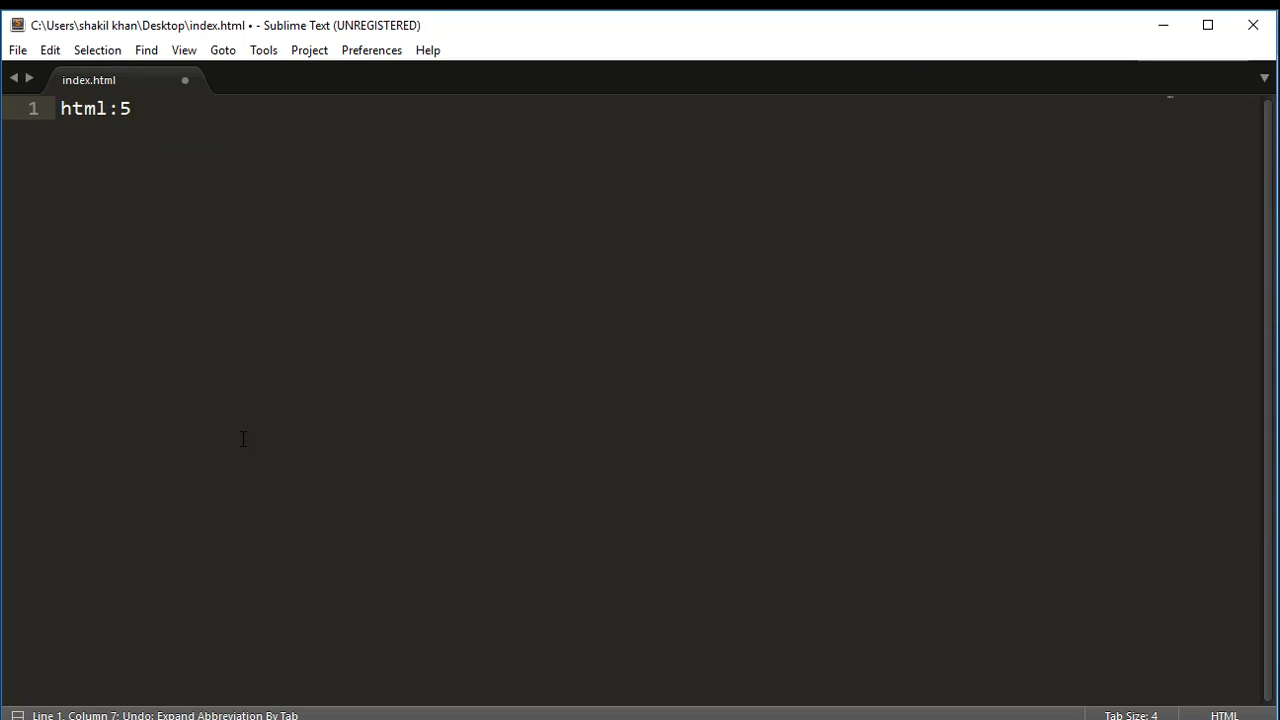 C:\Users\shakil khan\Desktop\index.html • - Sublime Text (UNREGISTERED)
File Edit Selection Find View Goto Tools Project Preferences Help
index.html
1 html:5
Line 1, Column 7; Undo: Expand Abbreviation By Tab Tab Size: 4 HTML